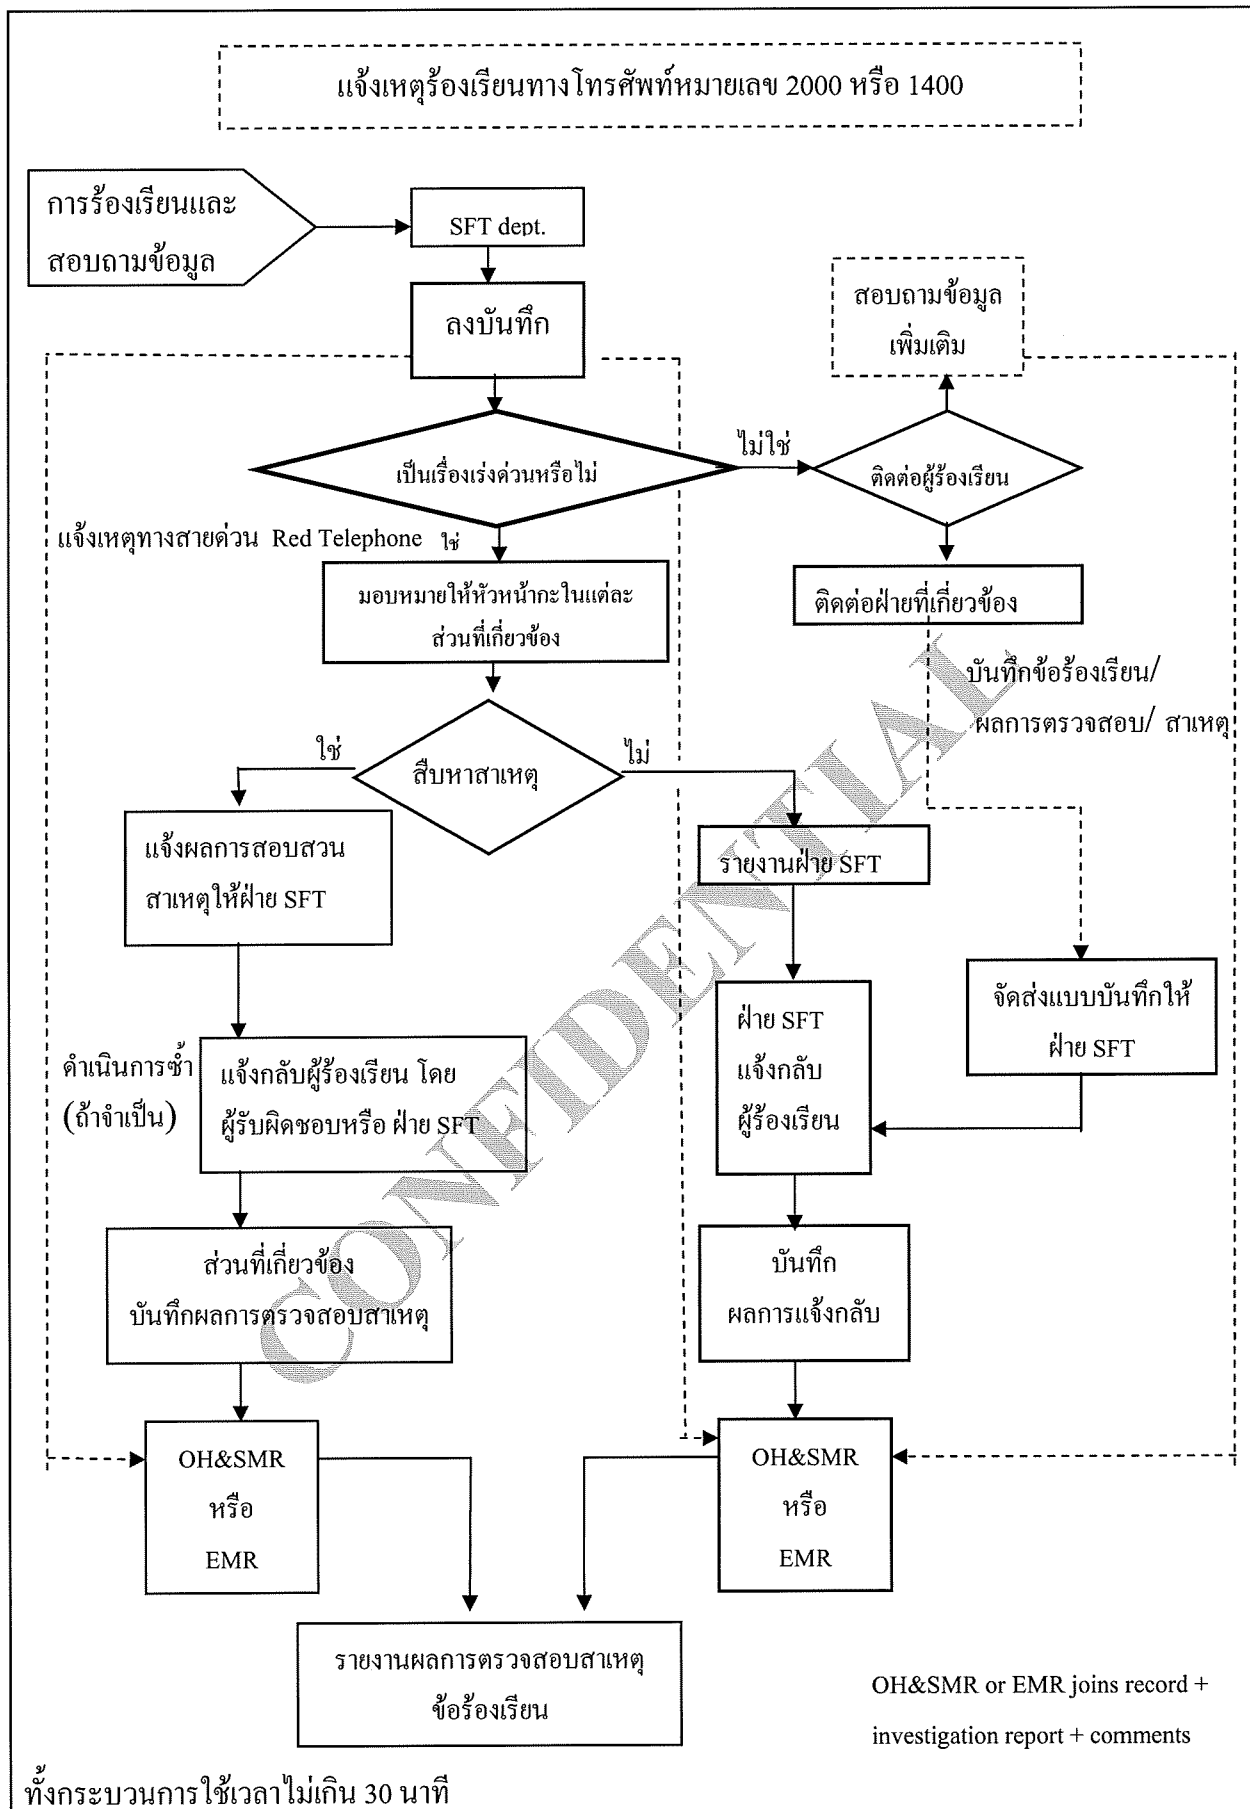 แจ้งเหตุร้องเรียนทางโทรศัพท์หมายเลข 2000 หรือ 1400
การร้องเรียนและ
สอบถามข้อมูล
SFT dept.
ลงบันทึก
สอบถามข้อมูล
เพิ่มเติม
เป็นเรื่องเร่งด่วนหรือไม่
ไม่ใช่
ติดต่อผู้ร้องเรียน
แจ้งเหตุทางสายด่วน Red Telephone
ใช่
มอบหมายให้หัวหน้ากะในแต่ละ
ส่วนที่เกี่ยวข้อง
ติดต่อฝ่ายที่เกี่ยวข้อง
บันทึกข้อร้องเรียน/
ผลการตรวจสอบ/ สาเหตุ
ใช่
สืบหาสาเหตุ
ไม่
แจ้งผลการสอบสวน
สาเหตุให้ฝ่าย SFT
รายงานฝ่าย SFT
จัดส่งแบบบันทึกให้
ฝ่าย SFT
ฝ่าย SFT
แจ้งกลับ
ผู้ร้องเรียน
ดำเนินการซ้ำ
(ถ้าจำเป็น)
แจ้งกลับผู้ร้องเรียน โดย
ผู้รับผิดชอบหรือ ฝ่าย SFT
ส่วนที่เกี่ยวข้อง
บันทึกผลการตรวจสอบสาเหตุ
บันทึก
ผลการแจ้งกลับ
OH&SMR
หรือ
EMR
OH&SMR
หรือ
EMR
รายงานผลการตรวจสอบสาเหตุ
ข้อร้องเรียน
OH&SMR or EMR joins record +
investigation report + comments
ทั้งกระบวนการใช้เวลาไม่เกิน 30 นาที
CONFIDENTIAL